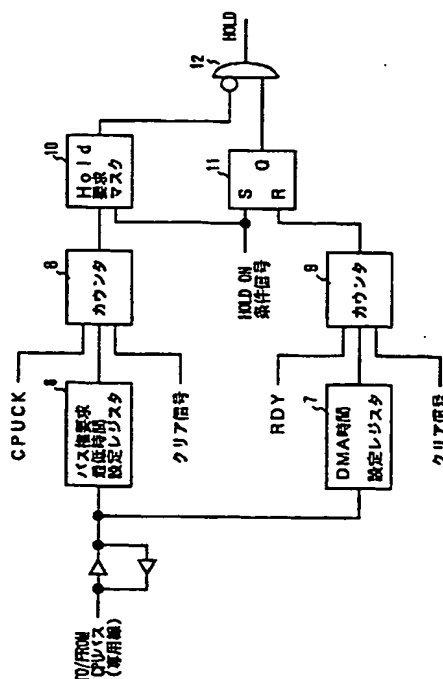 TO/FROM
CPUバス
(専用線)
CPUCK
6
バス権要求
最低時間
設定レジスタ
クリア信号
8
カウンタ
10
Hold
要求
マスク
12
HOLD
HOLD ON
条件信号
11
S
Q
R
RDY
7
DMA時間
設定レジスタ
クリア信号
9
カウンタ